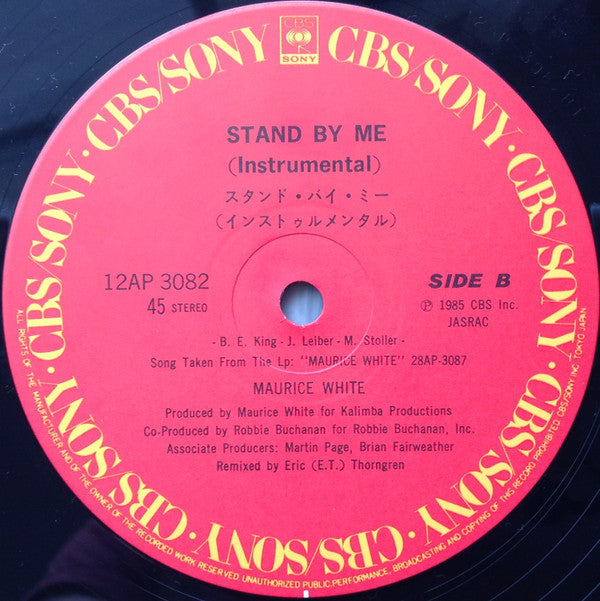 CBS
SONY
CBS/SONY · CBS/SONY · CBS/SONY · CBS/SONY · CBS/SONY · CBS/SONY · CBS/SONY · CBS/SONY
STAND BY ME
(Instrumental)
スタンド・バイ・ミー
(インストゥルメンタル)
12AP 3082
45 STEREO
SIDE B
Ⓟ 1985 CBS Inc.
JASRAC
- B. E. King - J. Leiber - M. Stoller -
Song Taken From The Lp: "MAURICE WHITE" 28AP-3087
MAURICE WHITE
Produced by Maurice White for Kalimba Productions
Co-Produced by Robbie Buchanan for Robbie Buchanan, Inc.
Associate Producers: Martin Page, Brian Fairweather
Remixed by Eric (E.T.) Thorngren
ALL RIGHTS OF THE MANUFACTURER AND OF THE OWNER OF THE RECORDED WORK RESERVED UNAUTHORIZED PUBLIC PERFORMANCE, BROADCASTING AND COPYING OF THIS RECORD PROHIBITED CBS/SONY INC. TOKYO JAPAN